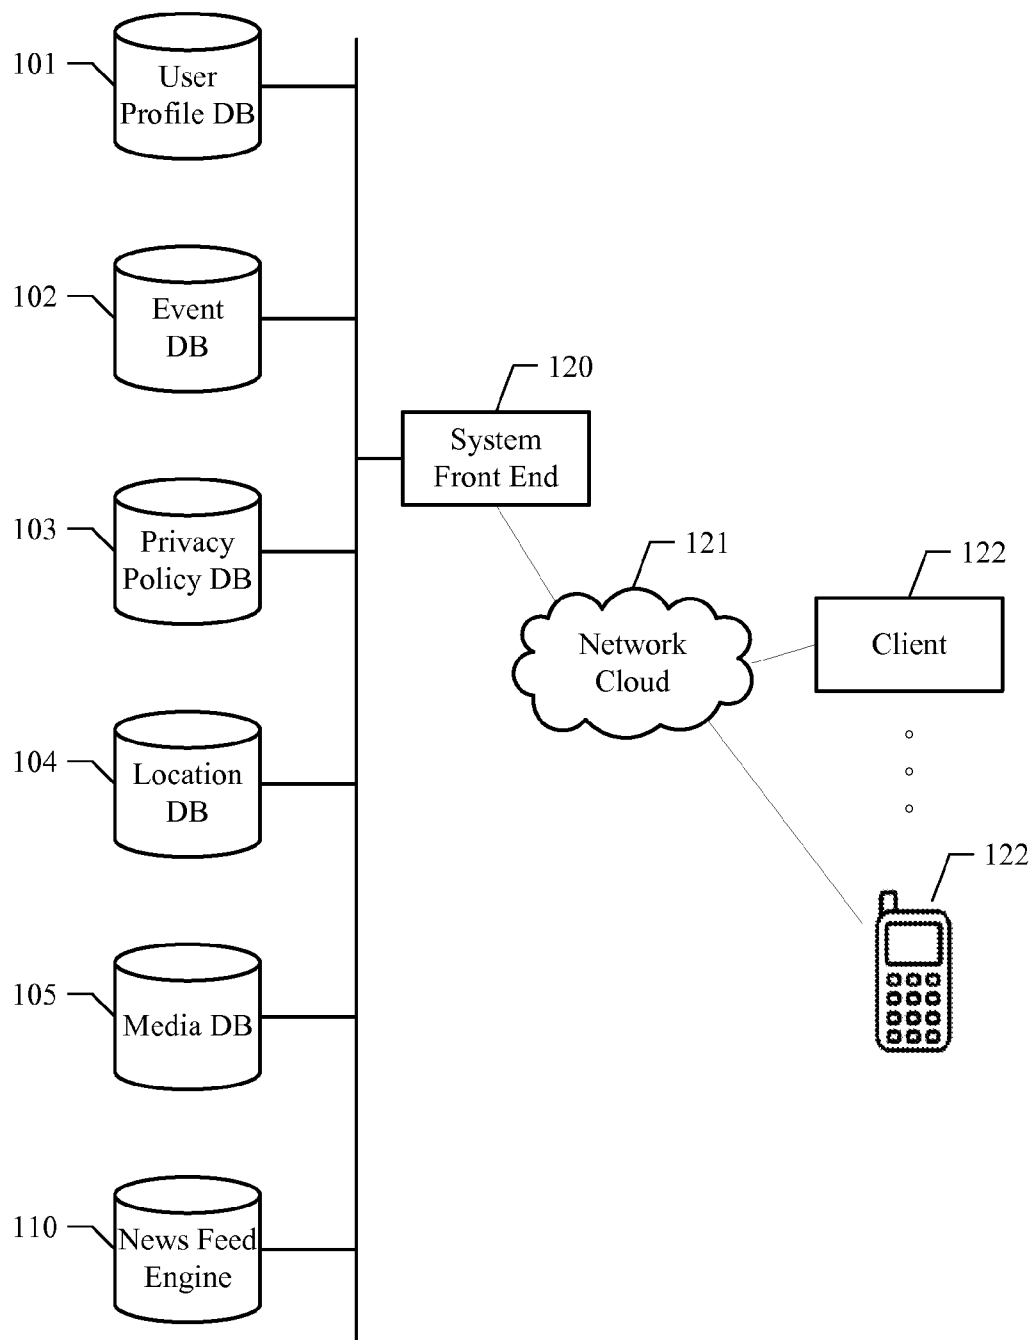 101
User
Profile DB
102
Event
DB
120
System
Front End
103
Privacy
Policy DB
121
Network
Cloud
122
Client
104
Location
DB
122
105
Media DB
110
News Feed
Engine